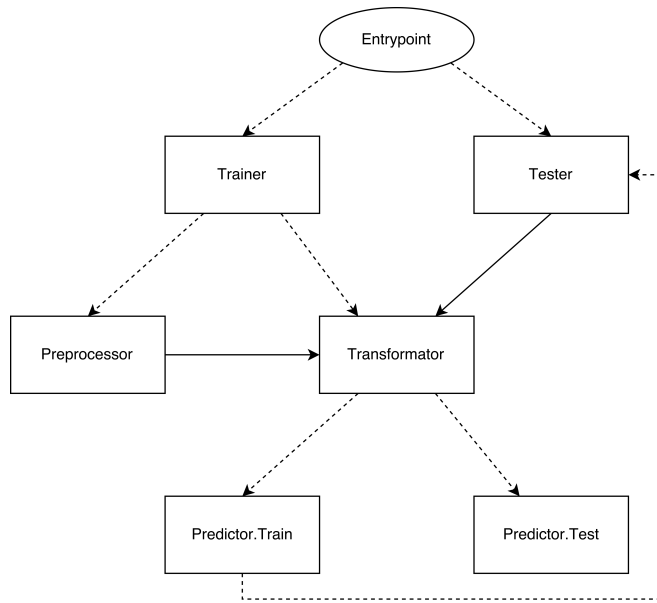 Entrypoint
Trainer
Tester
Preprocessor
Transformator
Predictor.Train
Predictor.Test